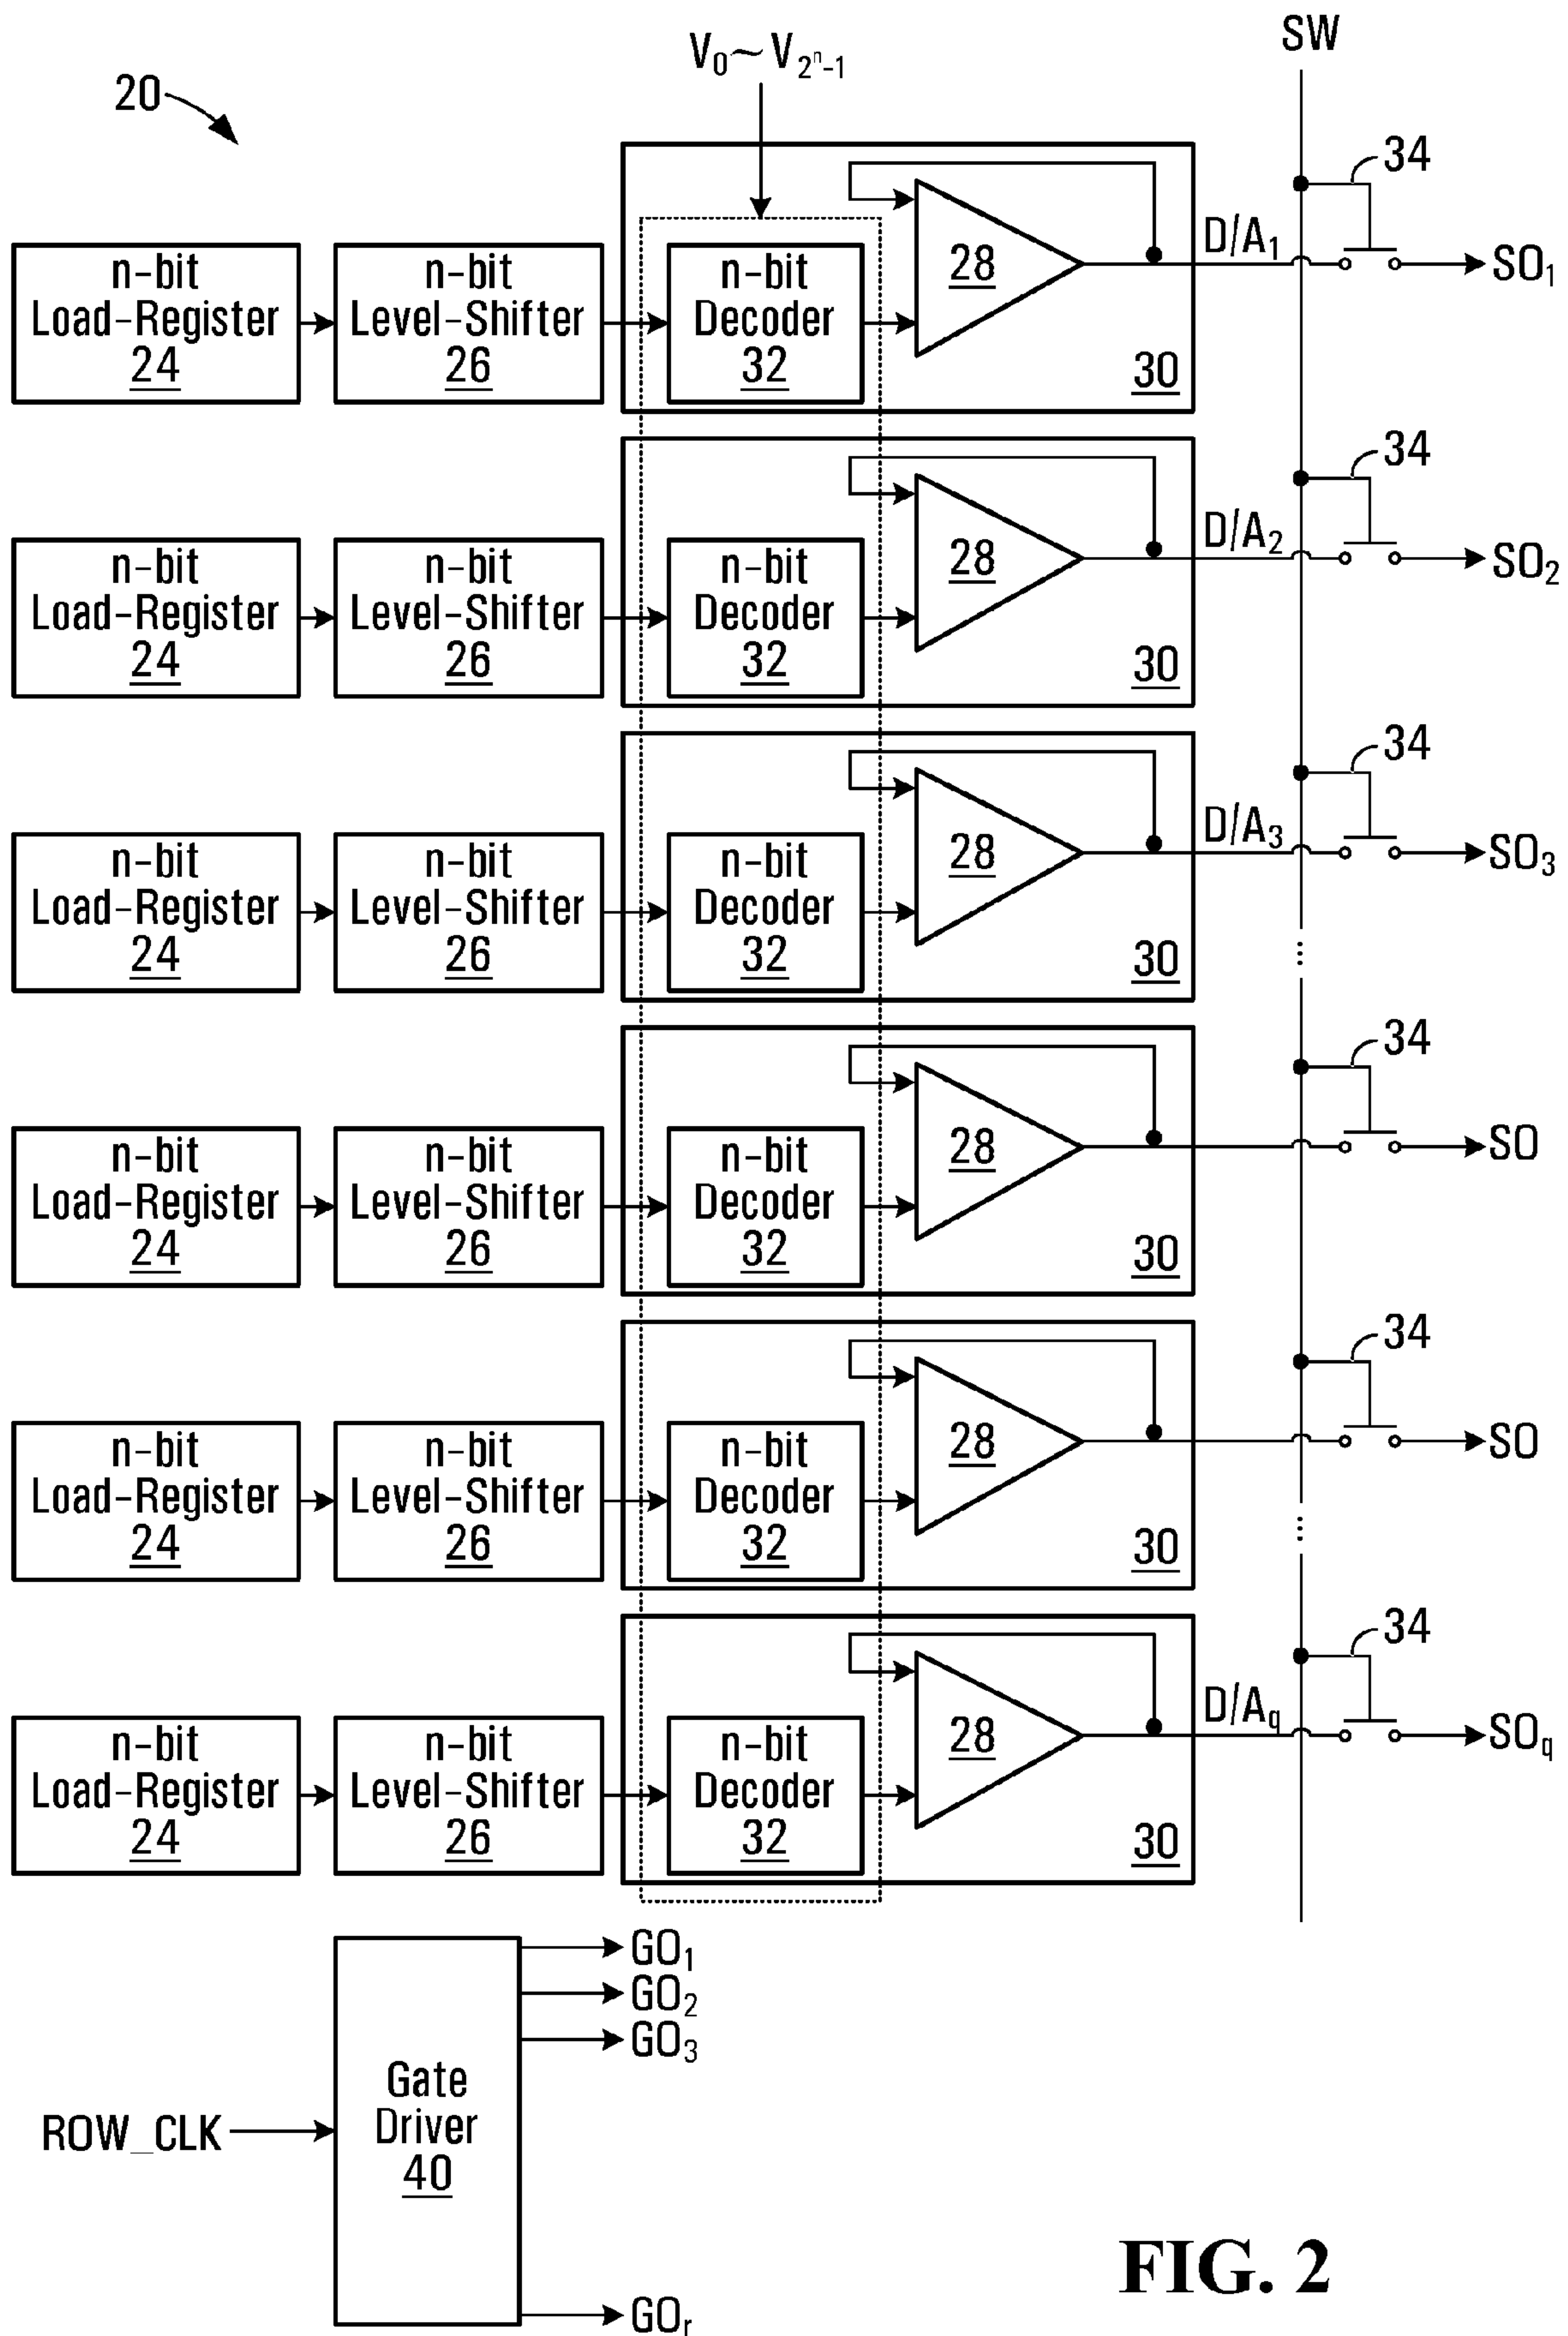 V₀~V₂ⁿ₋₁
SW
20
34
n-bit Load-Register 24
n-bit Level-Shifter 26
n-bit Decoder 32
28
30
D/A₁
SO₁
34
n-bit Load-Register 24
n-bit Level-Shifter 26
n-bit Decoder 32
28
30
D/A₂
SO₂
34
n-bit Load-Register 24
n-bit Level-Shifter 26
n-bit Decoder 32
28
30
D/A₃
SO₃
...
34
n-bit Load-Register 24
n-bit Level-Shifter 26
n-bit Decoder 32
28
30
SO
34
n-bit Load-Register 24
n-bit Level-Shifter 26
n-bit Decoder 32
28
30
SO
...
34
n-bit Load-Register 24
n-bit Level-Shifter 26
n-bit Decoder 32
28
30
D/Aq
SOq
GO₁
GO₂
GO₃
ROW_CLK
Gate Driver 40
GOr
FIG. 2